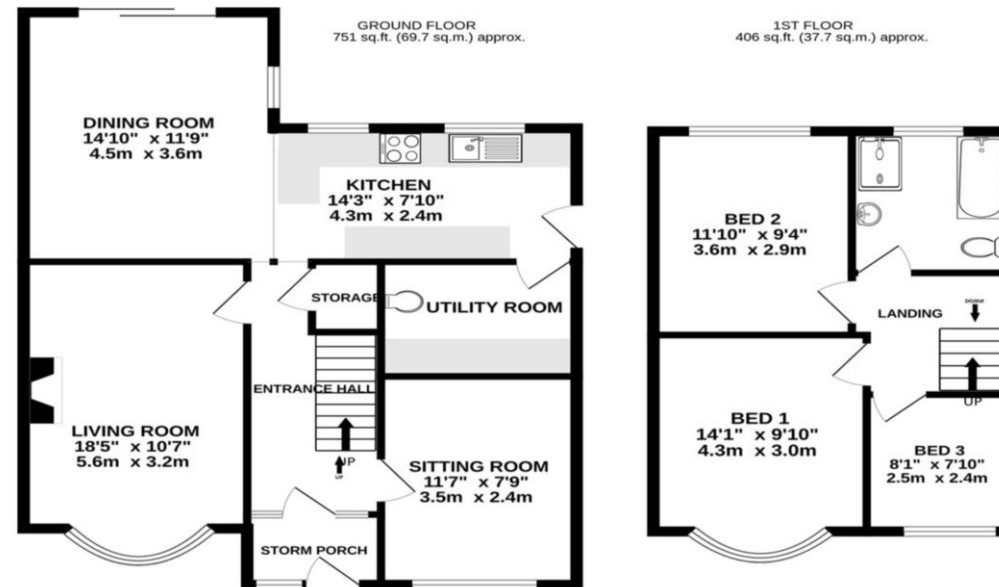 GROUND FLOOR
751 sq.ft. (69.7 sq.m.) approx.
1ST FLOOR
406 sq.ft. (37.7 sq.m.) approx.
DINING ROOM
14'10" x 11'9"
4.5m x 3.6m
KITCHEN
14'3" x 7'10"
4.3m x 2.4m
STORAGE
UTILITY ROOM
ENTRANCE HALL
LIVING ROOM
18'5" x 10'7"
5.6m x 3.2m
UP
UP
SITTING ROOM
11'7" x 7'9"
3.5m x 2.4m
STORM PORCH
BED 2
11'10" x 9'4"
3.6m x 2.9m
DOWN
LANDING
UP
BED 1
14'1" x 9'10"
4.3m x 3.0m
BED 3
8'1" x 7'10"
2.5m x 2.4m